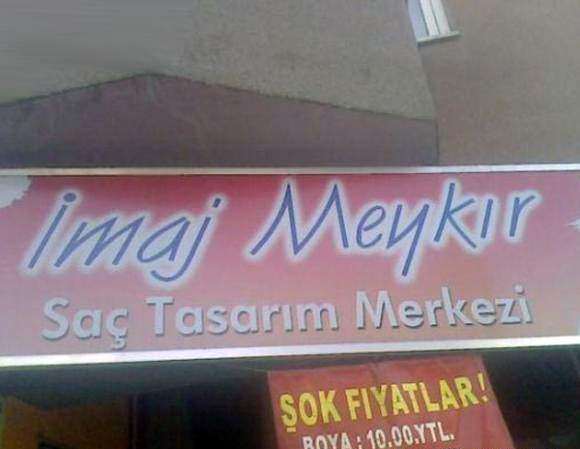 İmaj Meykır
Saç Tasarım Merkezi
ŞOK FIYATLAR!
BOYA : 10.00.YTL.